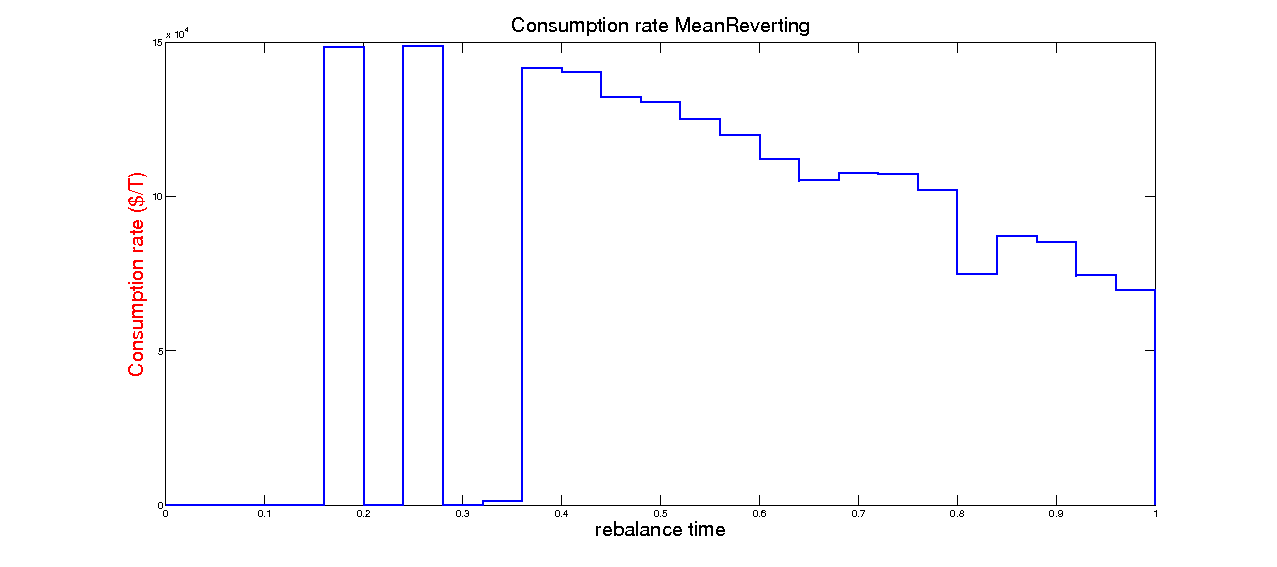 Consumption rate MeanReverting
x 10^4
15
10
5
0
Consumption rate ($/T)
0 0.1 0.2 0.3 0.4 0.5 0.6 0.7 0.8 0.9 1
rebalance time